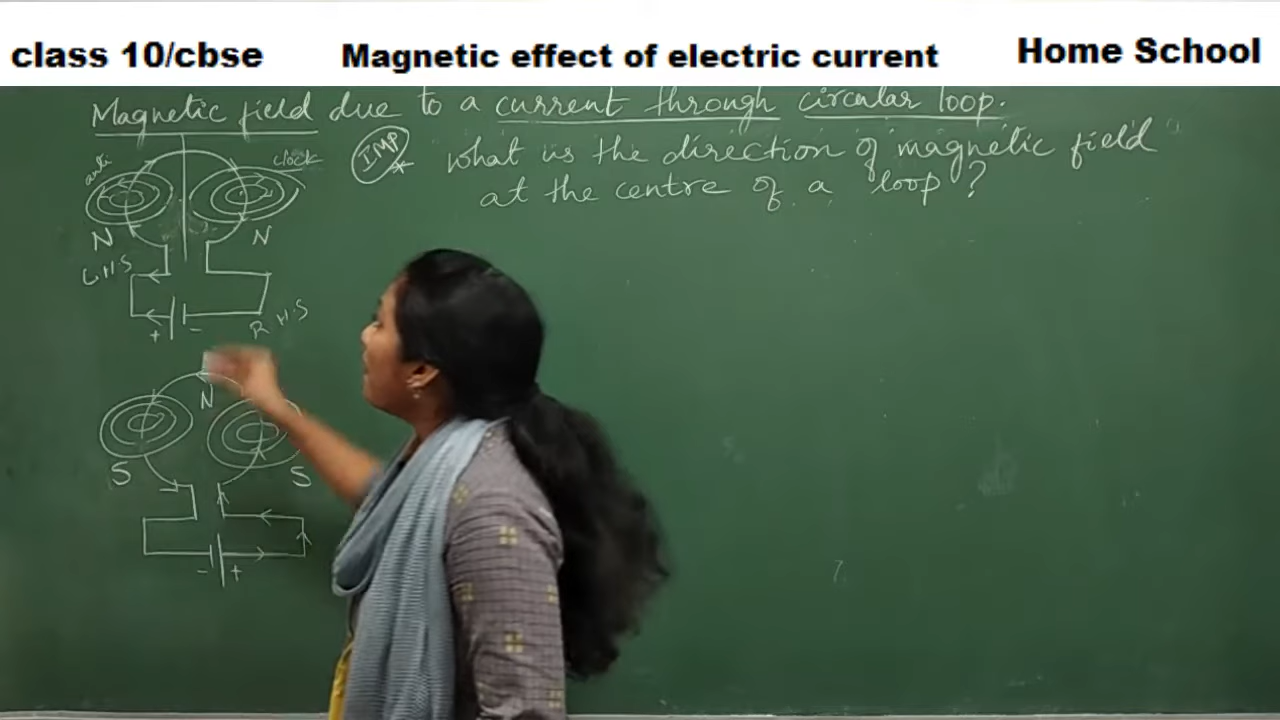 class 10/cbse Magnetic effect of electric current Home School
Magnetic field due to a current through circular loop.
IMP * What is the direction of magnetic field
at the centre of a loop?
anti clock
N N
L H S
R H S
+ -
N
S S
- +